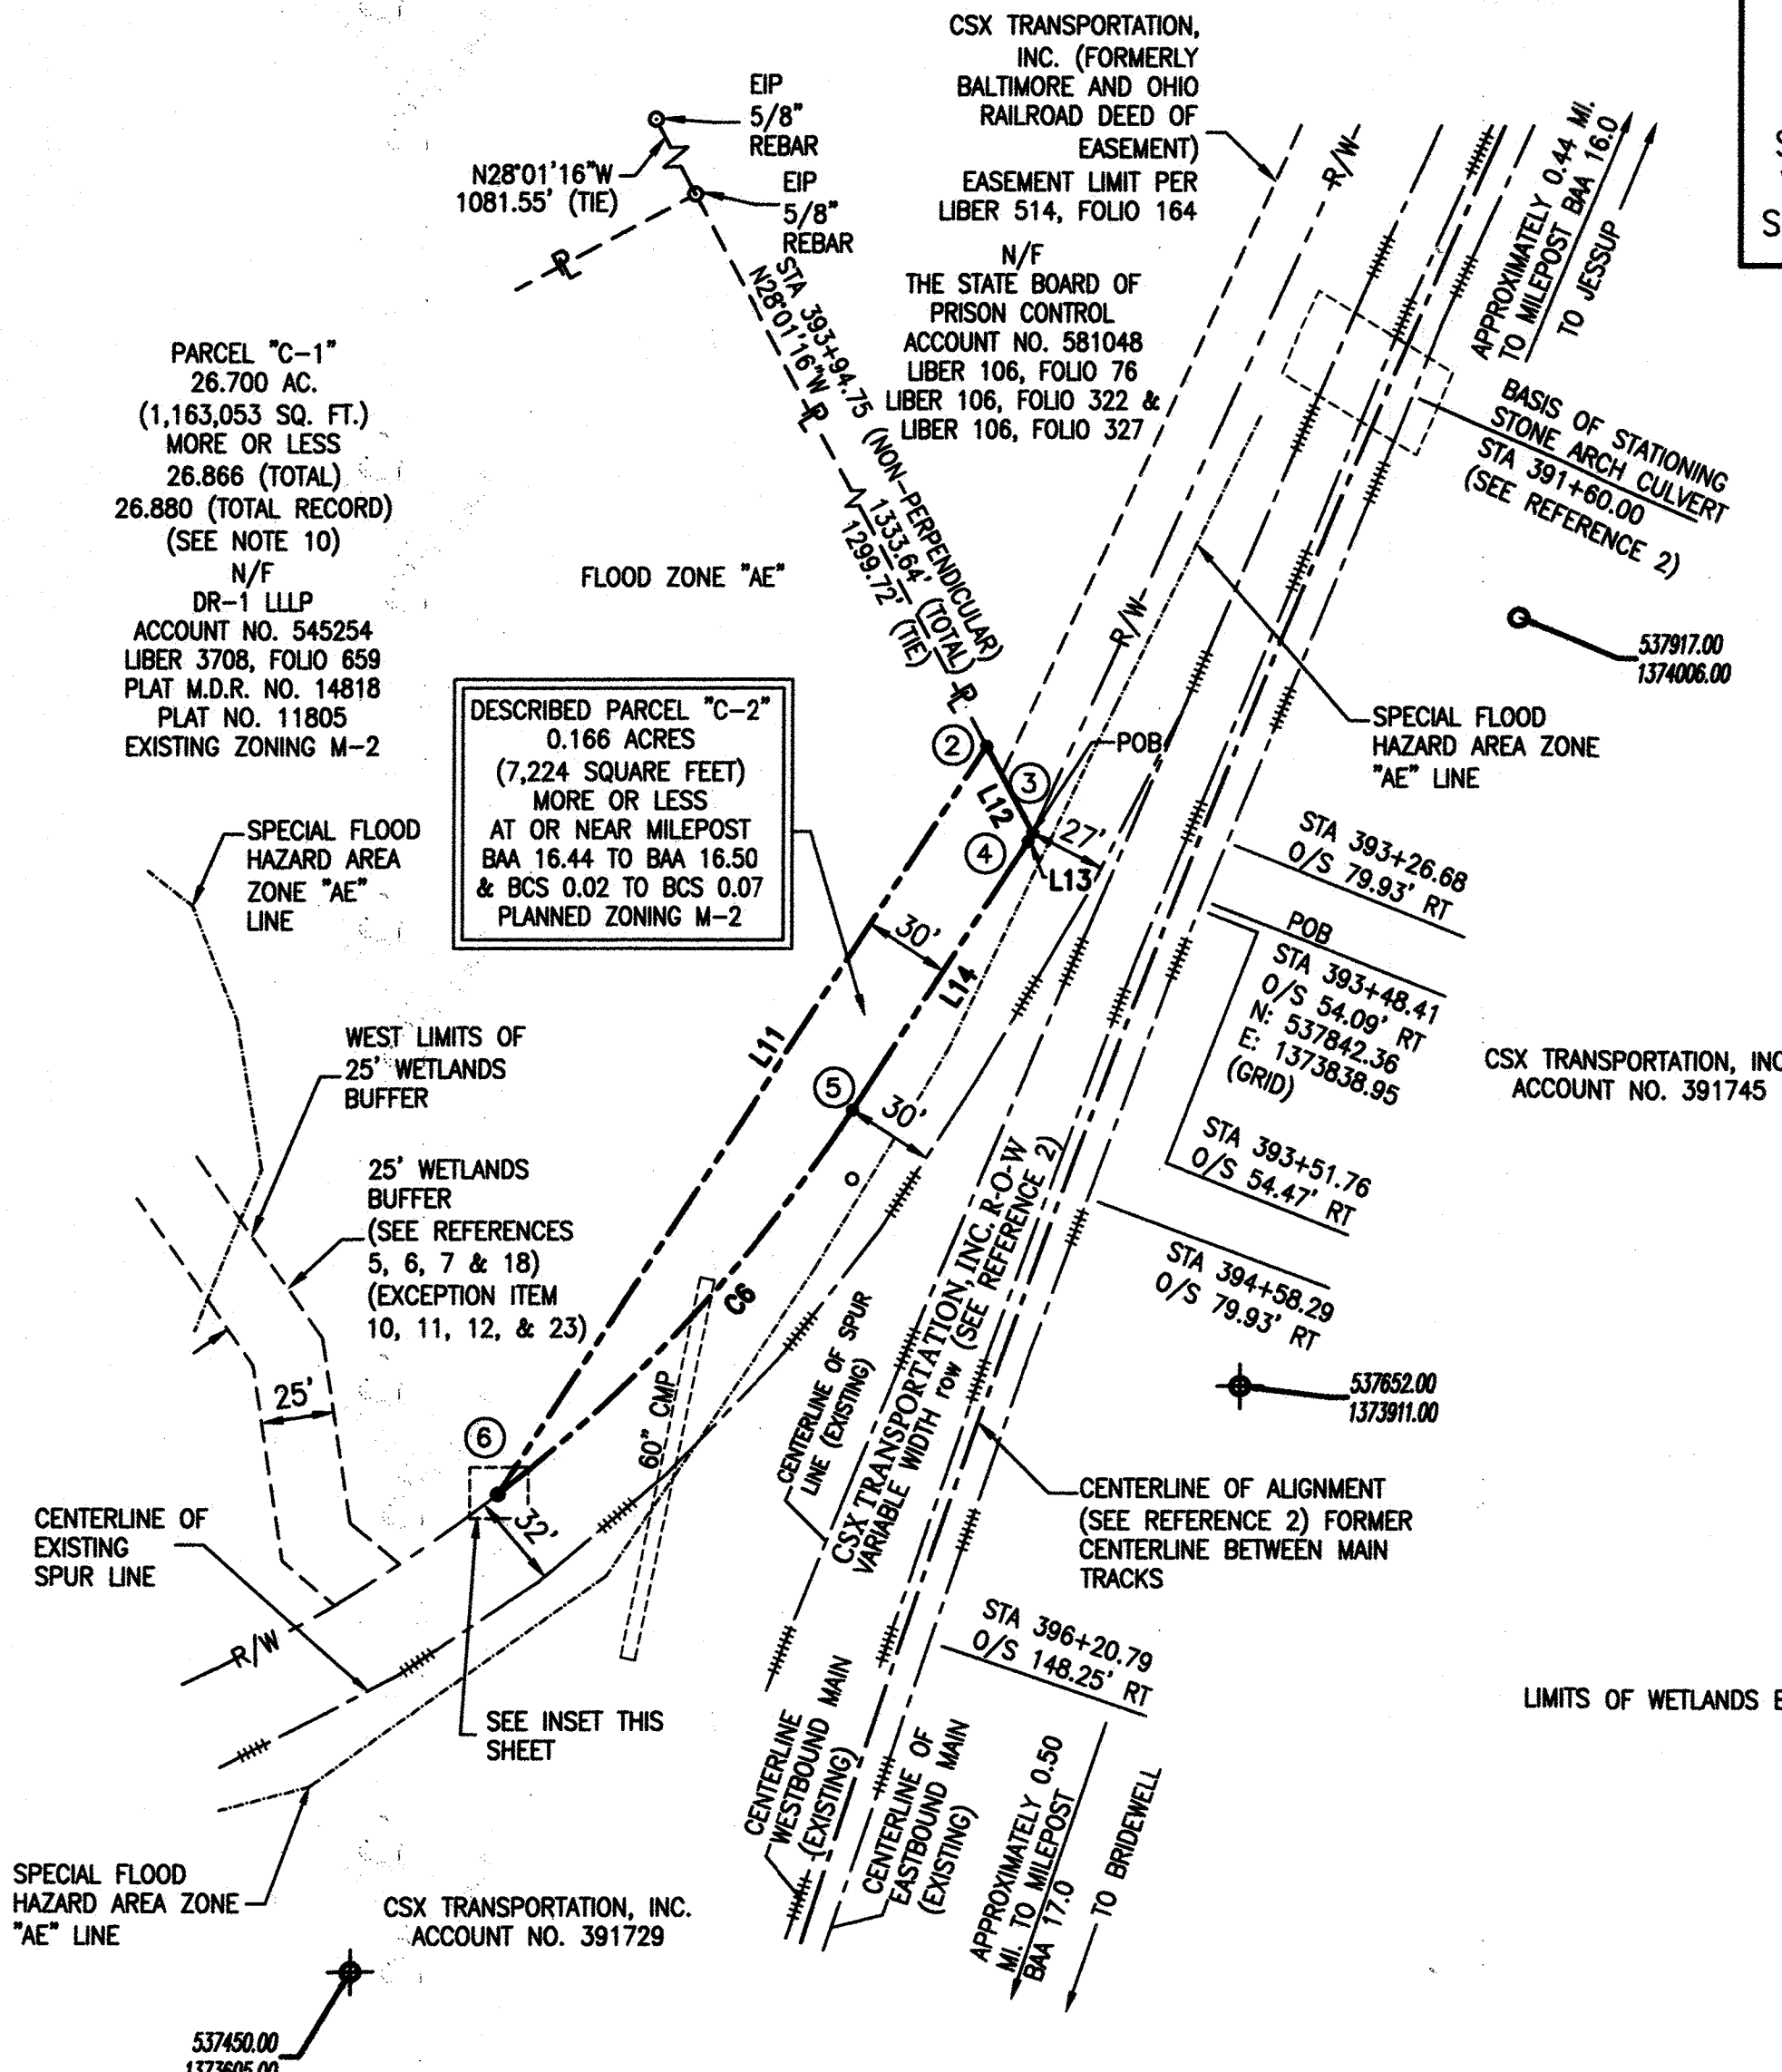 CSX TRANSPORTATION,
INC. (FORMERLY
BALTIMORE AND OHIO
RAILROAD DEED OF
EASEMENT)
EASEMENT LIMIT PER
LIBER 514, FOLIO 164
N/F
THE STATE BOARD OF
PRISON CONTROL
ACCOUNT NO. 581048
LIBER 106, FOLIO 76
LIBER 106, FOLIO 322 &
LIBER 106, FOLIO 327
EIP
5/8"
REBAR
N28°01'16"W
1081.55' (TIE)
EIP
5/8"
REBAR
PL
STA 393+94.75 (NON-PERPENDICULAR)
N28°01'16"W
PL
1333.64' (TOTAL)
1299.72' (TIE)
PL
R/W
R/W
APPROXIMATELY 0.44 MI.
TO MILEPOST BAA 16.0
TO JESSUP
S
BASIS OF STATIONING
STONE ARCH CULVERT
STA 391+60.00
(SEE REFERENCE 2)
PARCEL "C-1"
26.700 AC.
(1,163,053 SQ. FT.)
MORE OR LESS
26.866 (TOTAL)
26.880 (TOTAL RECORD)
(SEE NOTE 10)
N/F
DR-1 LLLP
ACCOUNT NO. 545254
LIBER 3708, FOLIO 659
PLAT M.D.R. NO. 14818
PLAT NO. 11805
EXISTING ZONING M-2
FLOOD ZONE "AE"
537917.00
1374006.00
DESCRIBED PARCEL "C-2"
0.166 ACRES
(7,224 SQUARE FEET)
MORE OR LESS
AT OR NEAR MILEPOST
BAA 16.44 TO BAA 16.50
& BCS 0.02 TO BCS 0.07
PLANNED ZONING M-2
2
3
4
POB
L12
27'
L13
SPECIAL FLOOD
HAZARD AREA ZONE
"AE" LINE
SPECIAL FLOOD
HAZARD AREA
ZONE "AE"
LINE
STA 393+26.68
O/S 79.93' RT
POB
STA 393+48.41
O/S 54.09' RT
N: 537842.36
E: 1373838.95
(GRID)
STA 393+51.76
O/S 54.47' RT
STA 394+58.29
O/S 79.93' RT
CSX TRANSPORTATION, INC
ACCOUNT NO. 391745
30'
L14
L11
5
30'
WEST LIMITS OF
25' WETLANDS
BUFFER
25' WETLANDS
BUFFER
(SEE REFERENCES
5, 6, 7 & 18)
(EXCEPTION ITEM
10, 11, 12, & 23)
25'
C6
60" CMP
6
32'
CENTERLINE OF SPUR
LINE (EXISTING)
CSX TRANSPORTATION, INC. R-O-W
VARIABLE WIDTH row (SEE REFERENCE 2)
537652.00
1373911.00
CENTERLINE OF ALIGNMENT
(SEE REFERENCE 2) FORMER
CENTERLINE BETWEEN MAIN
TRACKS
CENTERLINE OF
EXISTING
SPUR LINE
R/W
SEE INSET THIS
SHEET
STA 396+20.79
O/S 148.25' RT
LIMITS OF WETLANDS
CENTERLINE
WESTBOUND MAIN
(EXISTING)
CENTERLINE OF
EASTBOUND MAIN
(EXISTING)
APPROXIMATELY 0.50
MI. TO MILEPOST
BAA 17.0
TO BRIDEWELL
SPECIAL FLOOD
HAZARD AREA ZONE
"AE" LINE
CSX TRANSPORTATION, INC.
ACCOUNT NO. 391729
537450.00
1373605.00